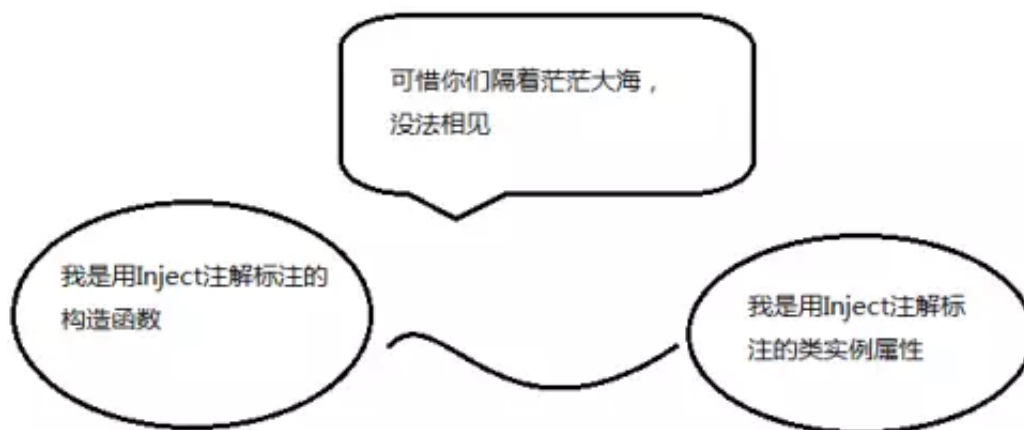 可惜你们隔着茫茫大海，
没法相见
我是用Inject注解标注的
构造函数
我是用Inject注解标
注的类实例属性